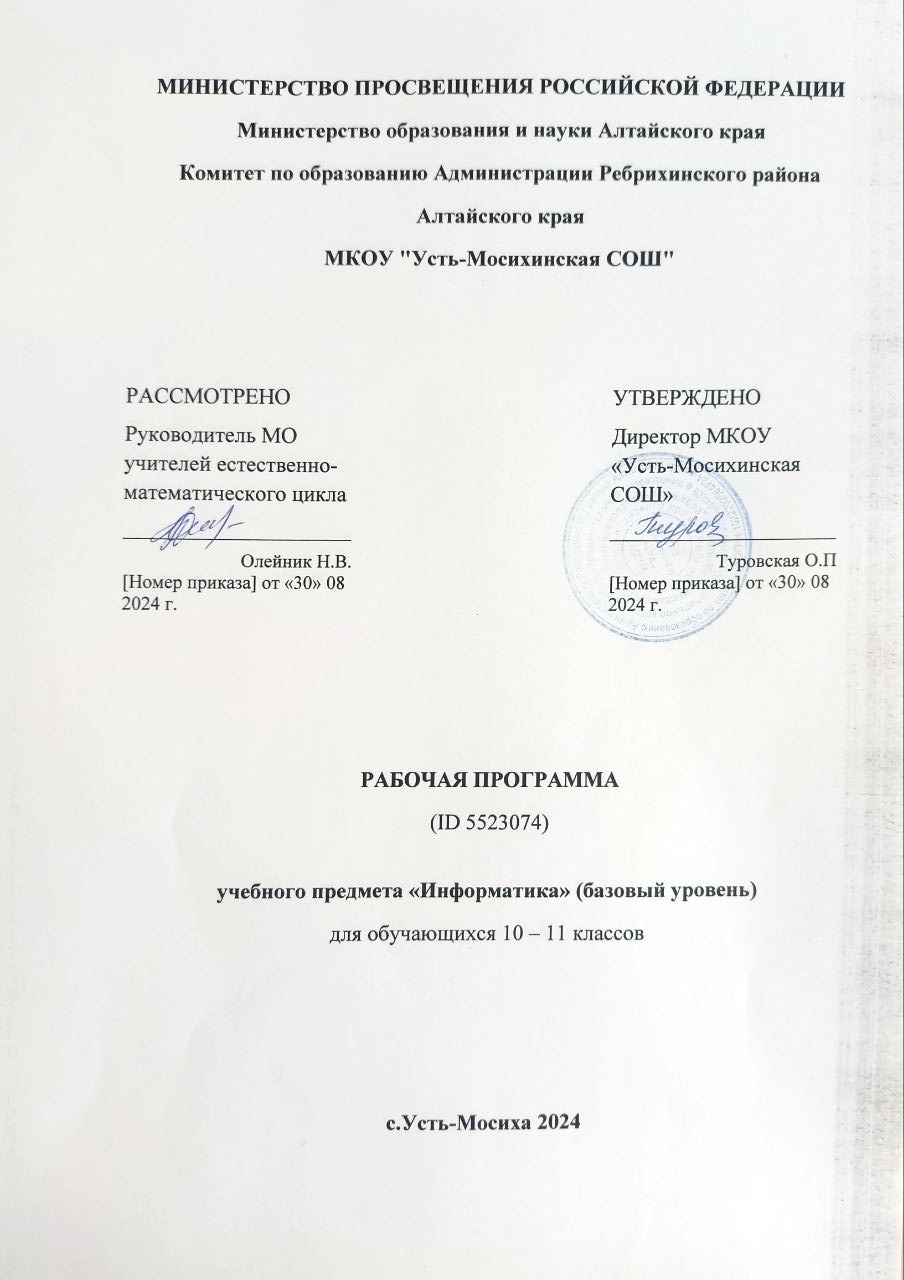 МИНИСТЕРСТВО ПРОСВЕЩЕНИЯ РОССИЙСКОЙ ФЕДЕРАЦИИ
Министерство образования и науки Алтайского края
Комитет по образованию Администрации Ребрихинского района
Алтайского края
МКОУ "Усть-Мосихинская СОШ"
РАССМОТРЕНО
Руководитель МО
учителей естественно-
математического цикла
Олейник Н.В.
[Номер приказа] от «30» 08
2024 г.
УТВЕРЖДЕНО
Директор МКОУ
«Усть-Мосихинская
СОШ»
Туровская О.П
[Номер приказа] от «30» 08
2024 г.
РАБОЧАЯ ПРОГРАММА
(ID 5523074)
учебного предмета «Информатика» (базовый уровень)
для обучающихся 10 – 11 классов
с.Усть-Мосиха 2024